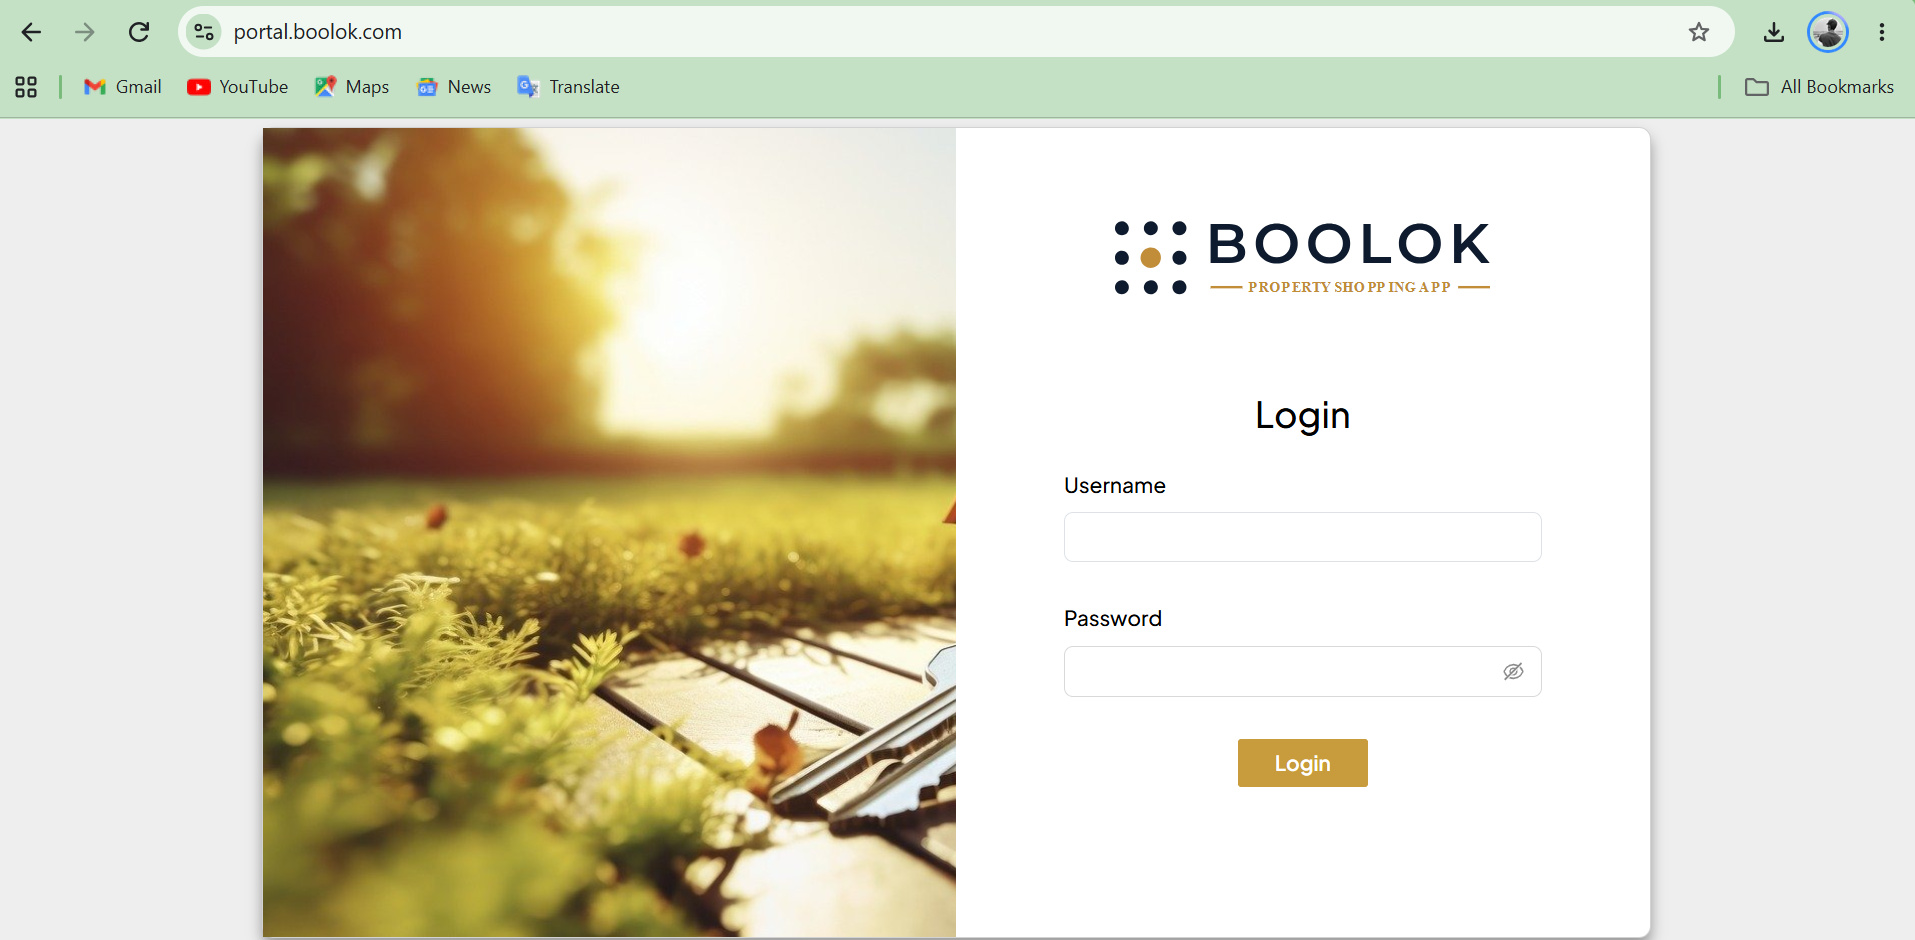 portal.boolok.com
Gmail YouTube Maps News Translate All Bookmarks
BOOLOK
PROPERTY SHOPPING APP
Login
Username
Password
Login